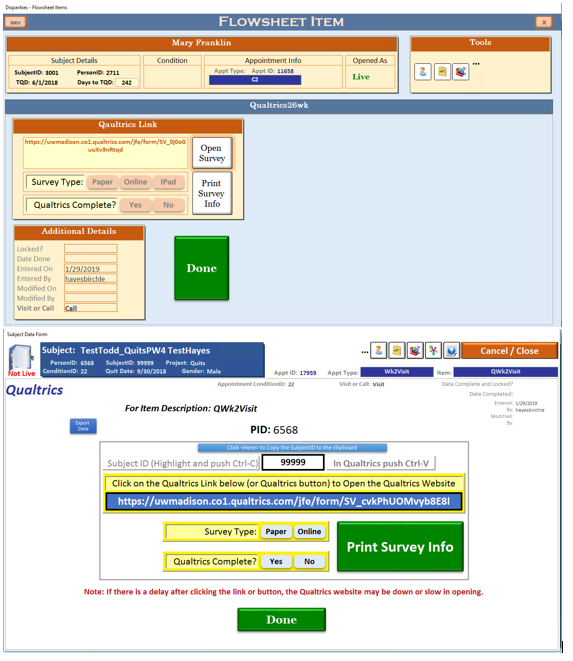 Disparities - Flowsheet Items
DEV
FLOWSHEET ITEM
X
Mary Franklin
Subject Details
Condition
Appointment Info
Opened As
SubjectID: 3001 PersonID: 2711
TQD: 6/1/2018 Days to TQD: 242
Appt Type: Appt ID: 11658
C2
Live
Tools
...
Qualtrics26wk
Qaultrics Link
https://uwmadison.co1.qualtrics.com/jfe/form/SV_0j0oG
uuXv9nRtqd
Open
Survey
Survey Type: Paper Online IPad
Qualtrics Complete? Yes No
Print
Survey
Info
Additional Details
Locked?
Date Done
Entered On 1/29/2019
Entered By hayesbirchle
Modified On
Modified By
Visit or Call Call
Done
Subject Data Form
Not Live
Subject: TestTodd_QuitsPW4 TestHayes
PersonID: 6568 SubjectID: 99999 Project: Quits
ConditionID: 22 Quit Date: 9/30/2018 Gender: Male
...
Cancel / Close
Appt ID: 17959 Appt Type: Wk2Visit Item: QWk2Visit
Qualtrics
Appointment ConditionID: 22 Visit or Call: Visit Data Complete and Locked?
Date Completed:
Entered: 1/29/2019
By: hayesbirchle
Modified:
By:
For Item Description: QWk2Visit
Export
Data
PID: 6568
Click <Here> to Copy the SubjectID to the clipboard
Subject ID (Highlight and push Ctrl-C) 99999 In Qualtrics push Ctrl-V
Click on the Qualtrics Link below (or Qualtrics button) to Open the Qualtrics Website
https://uwmadison.co1.qualtrics.com/jfe/form/SV_cvkPhUOMvyb8E8l
Survey Type: Paper Online
Qualtrics Complete? Yes No
Print Survey Info
Note: If there is a delay after clicking the link or button, the Qualtrics website may be down or slow in opening.
Done